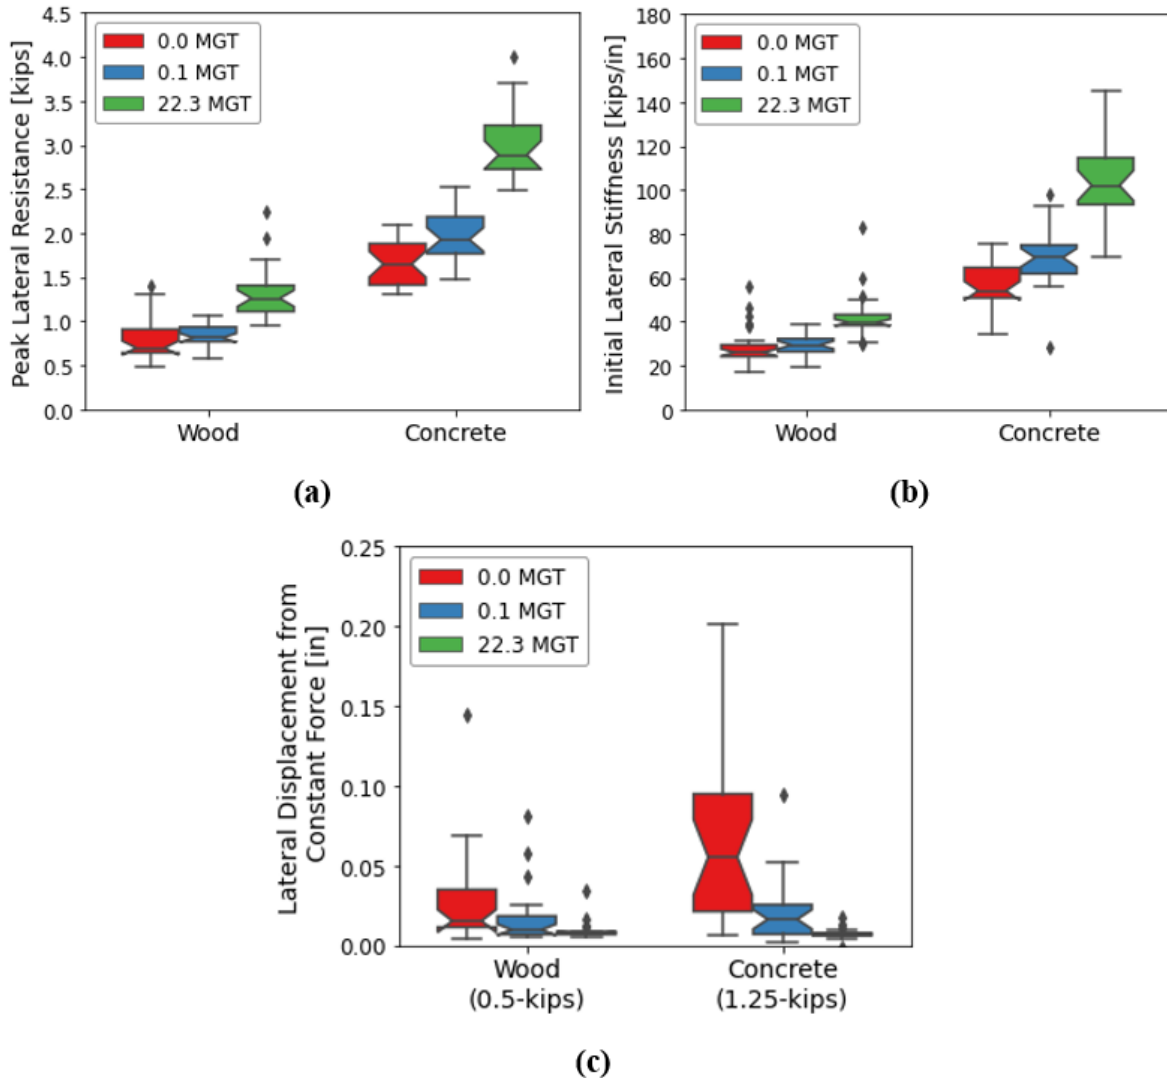 Peak Lateral Resistance [kips]
4.5
4.0
3.5
3.0
2.5
2.0
1.5
1.0
0.5
0.0
0.0 MGT
0.1 MGT
22.3 MGT
Wood
Concrete
(a)
Initial Lateral Stiffness [kips/in]
180
160
140
120
100
80
60
40
20
0
0.0 MGT
0.1 MGT
22.3 MGT
Wood
Concrete
(b)
Lateral Displacement from
Constant Force [in]
0.25
0.20
0.15
0.10
0.05
0.00
0.0 MGT
0.1 MGT
22.3 MGT
Wood
(0.5-kips)
Concrete
(1.25-kips)
(c)